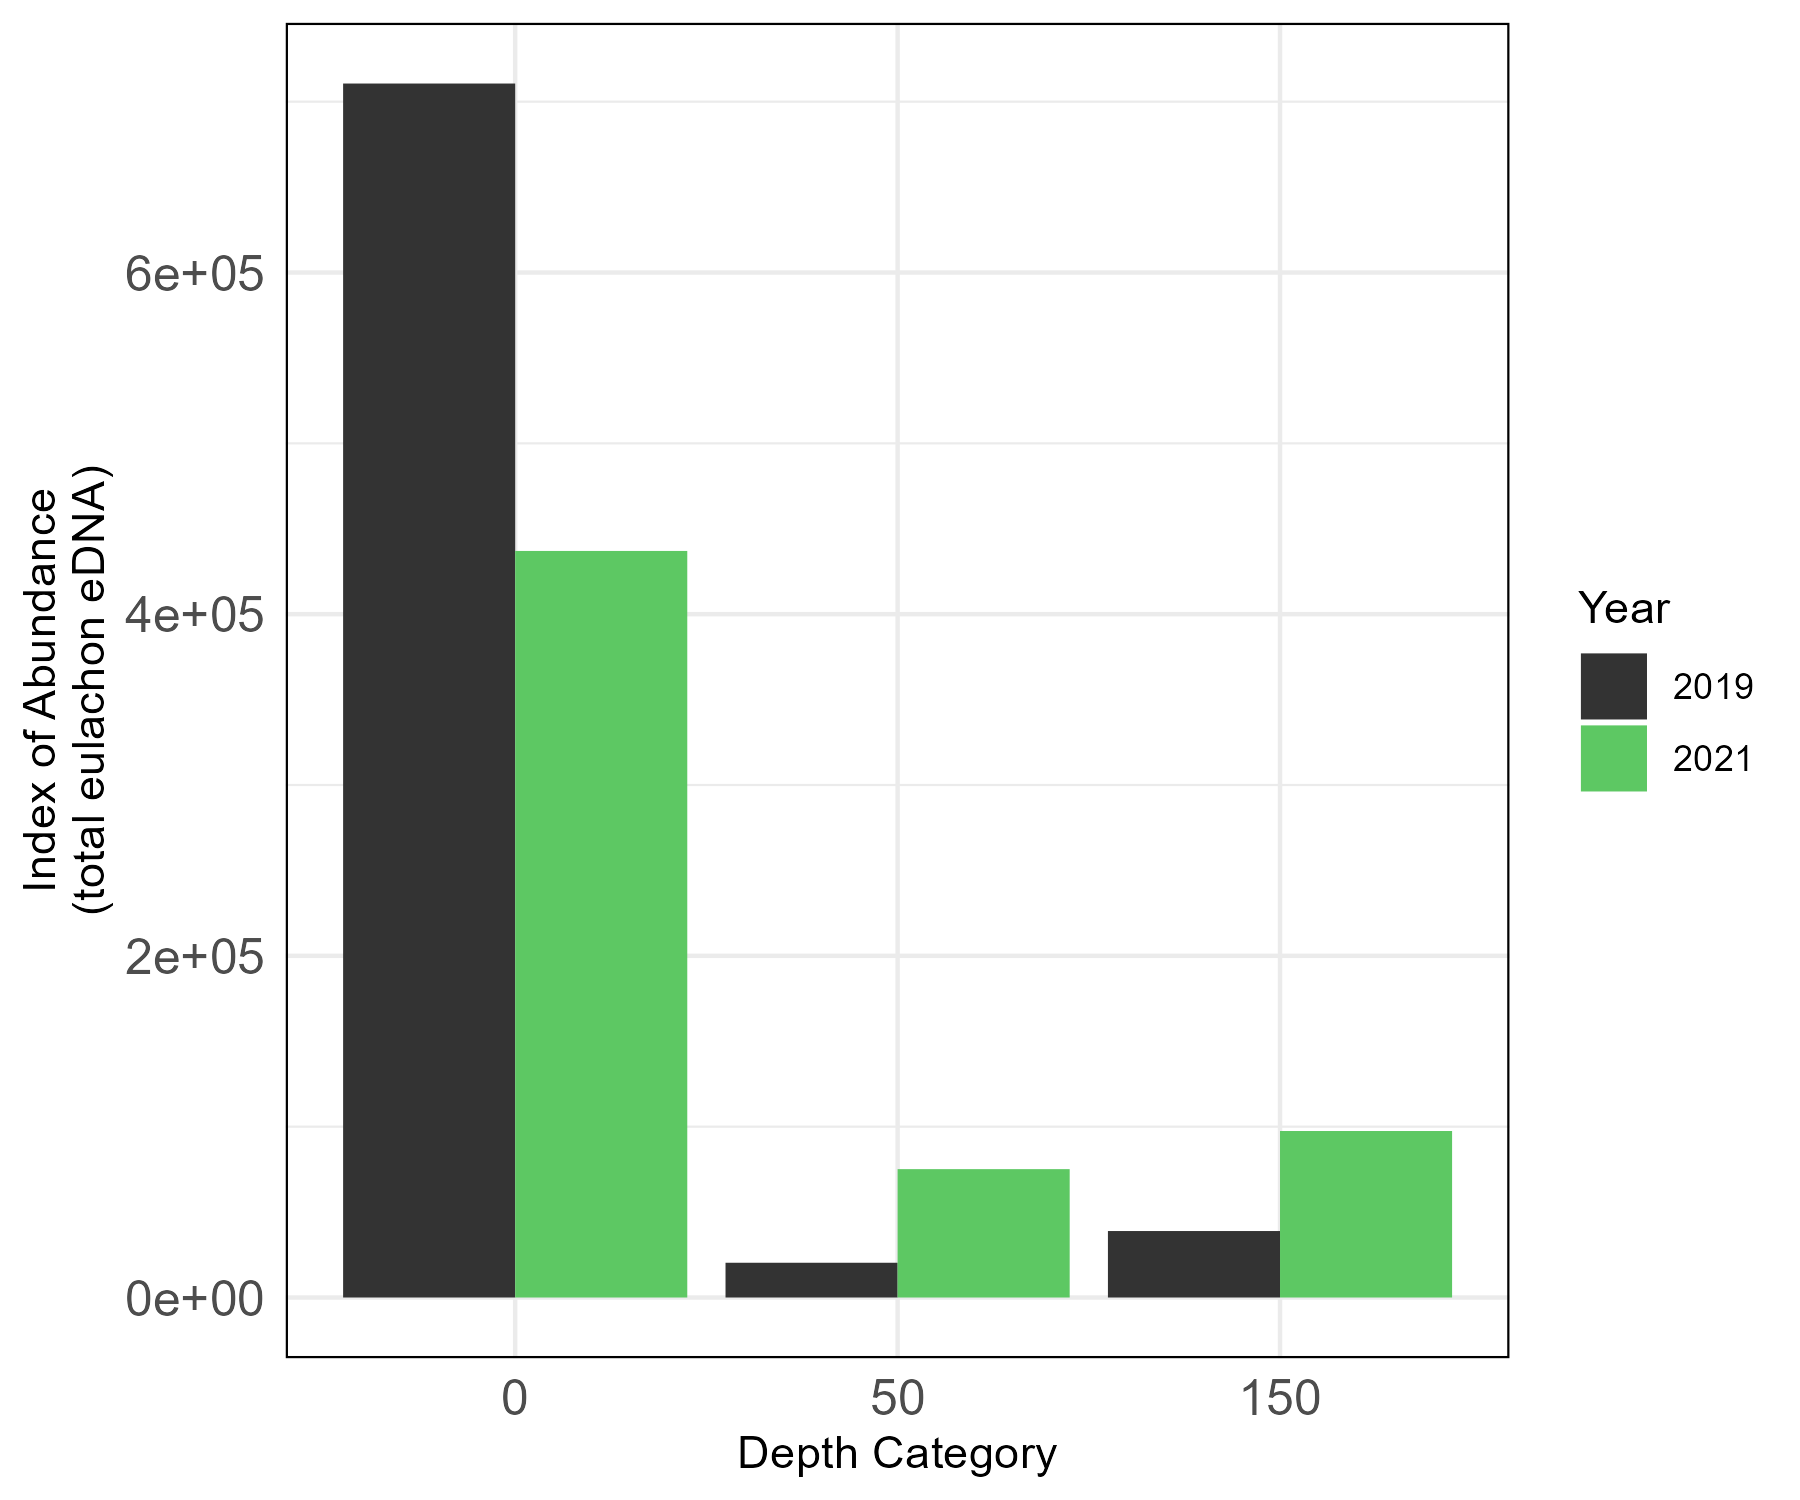 Index of Abundance
(total eulachon eDNA)
6e+05
4e+05
2e+05
0e+00
0
50
150
Depth Category
Year
2019
2021